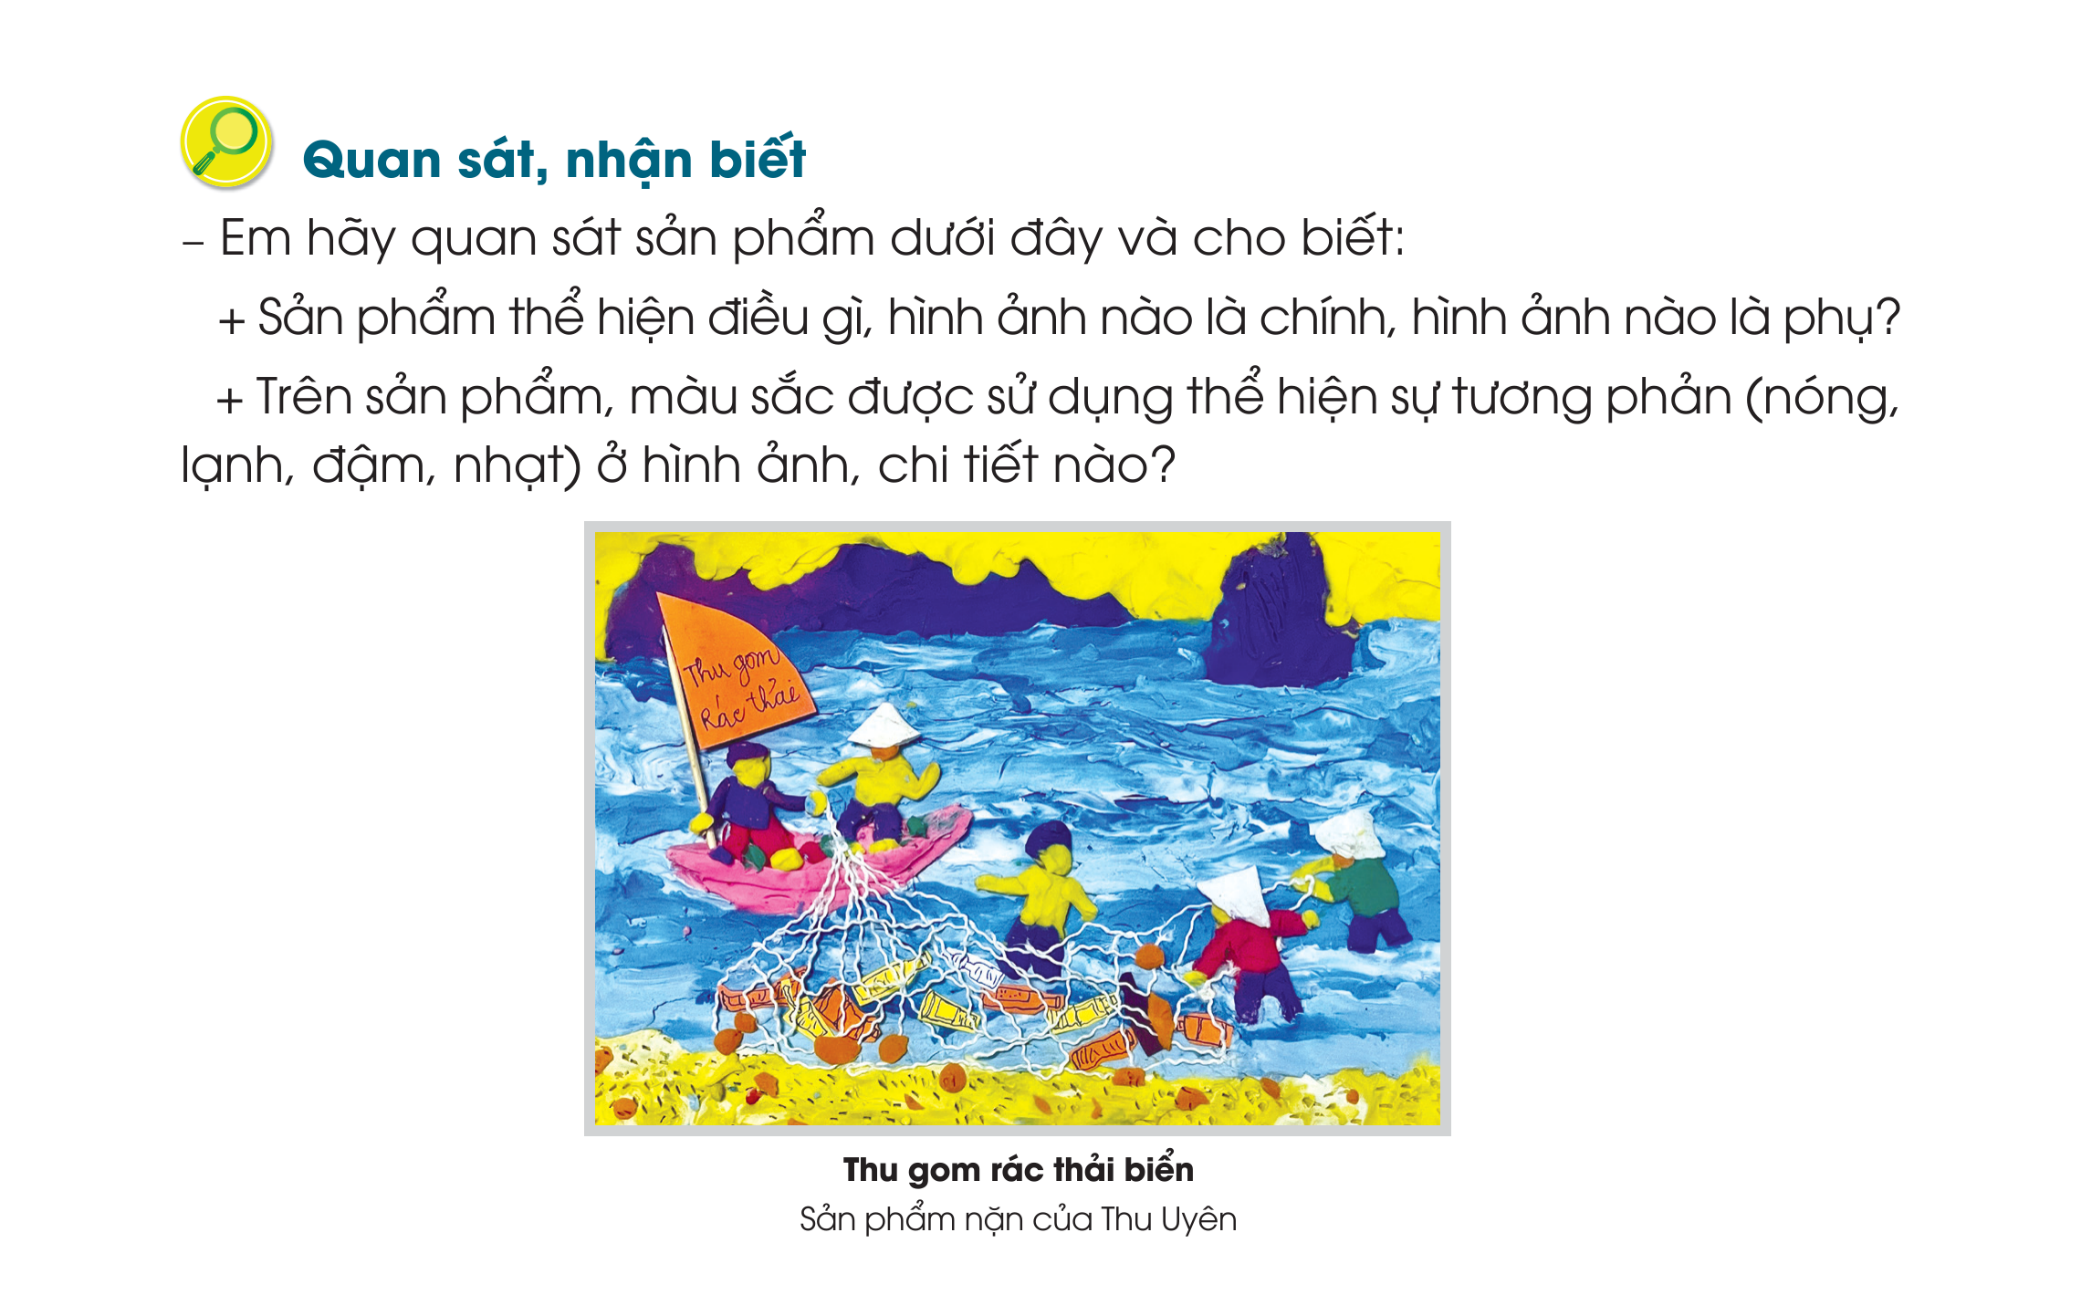 Quan sát, nhận biết
– Em hãy quan sát sản phẩm dưới đây và cho biết:
+ Sản phẩm thể hiện điều gì, hình ảnh nào là chính, hình ảnh nào là phụ?
+ Trên sản phẩm, màu sắc được sử dụng thể hiện sự tương phản (nóng,
lạnh, đậm, nhạt) ở hình ảnh, chi tiết nào?
Thu gom
Rác thải
Thu gom rác thải biển
Sản phẩm nặn của Thu Uyên